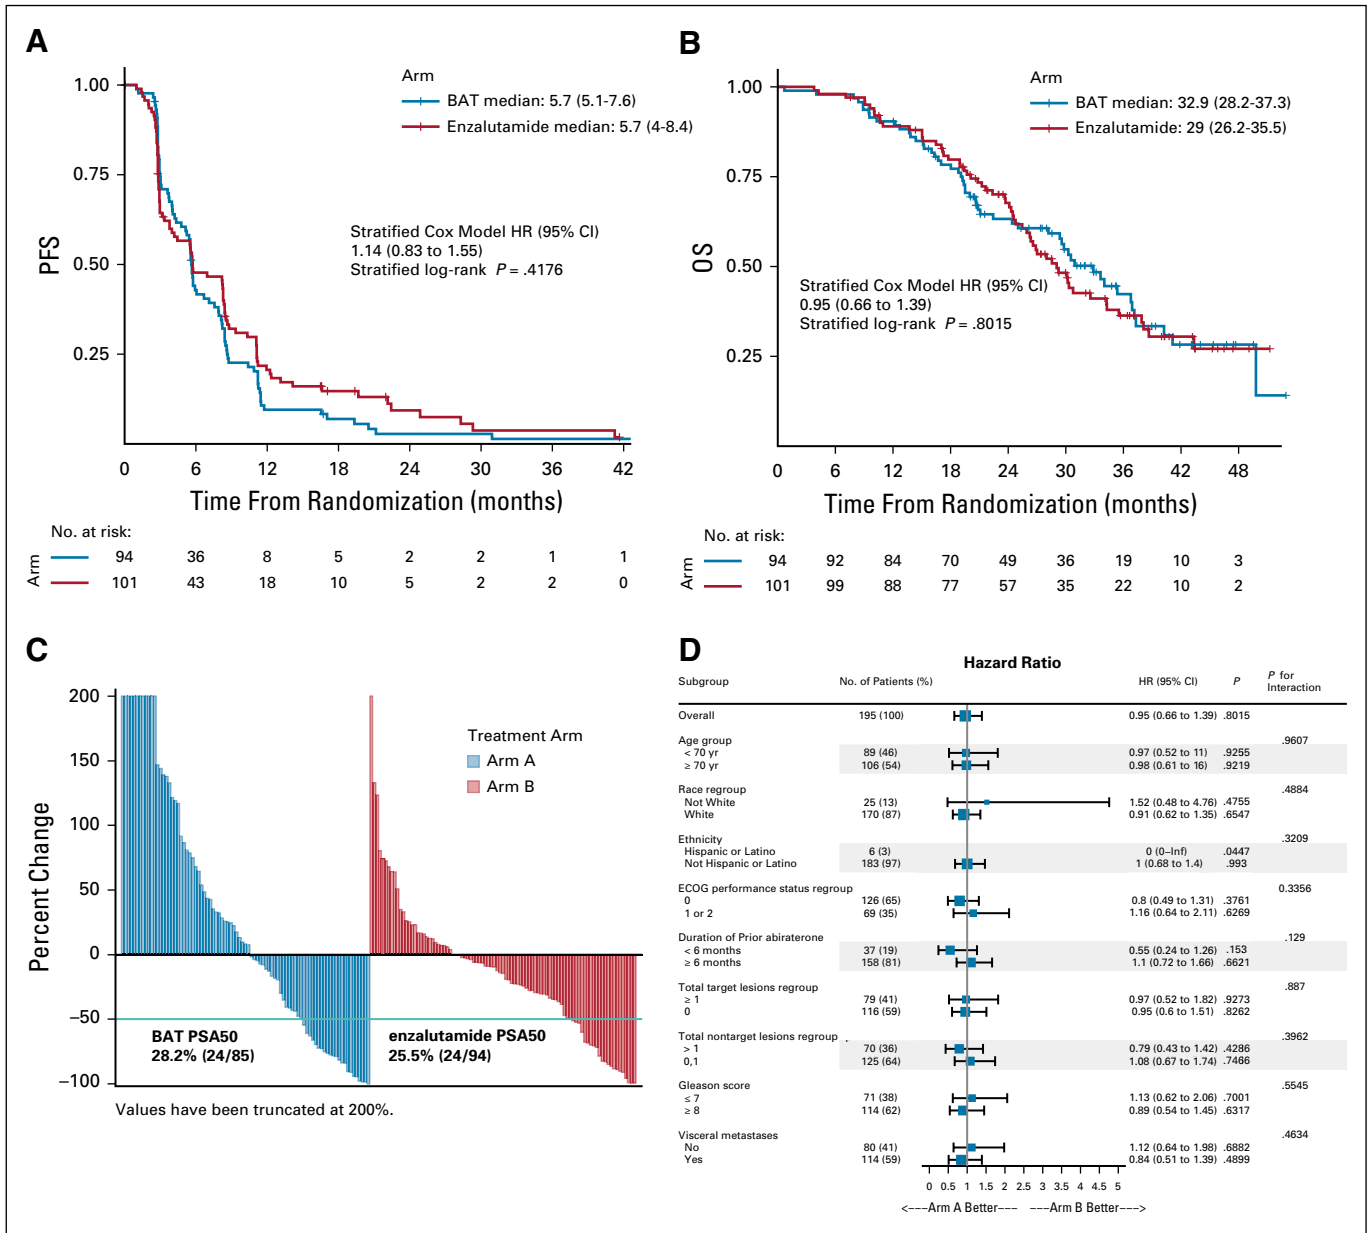 A
Arm
BAT median: 5.7 (5.1-7.6)
Enzalutamide median: 5.7 (4-8.4)
1.00
0.75
0.50
0.25
PFS
Stratified Cox Model HR (95% CI)
1.14 (0.83 to 1.55)
Stratified log-rank P = .4176
0 6 12 18 24 30 36 42
Time From Randomization (months)
No. at risk:
Arm
94 36 8 5 2 2 1 1
101 43 18 10 5 2 2 0
B
Arm
BAT median: 32.9 (28.2-37.3)
Enzalutamide: 29 (26.2-35.5)
1.00
0.75
0.50
0.25
OS
Stratified Cox Model HR (95% CI)
0.95 (0.66 to 1.39)
Stratified log-rank P = .8015
0 6 12 18 24 30 36 42 48
Time From Randomization (months)
No. at risk:
Arm
94 92 84 70 49 36 19 10 3
101 99 88 77 57 35 22 10 2
C
200
150
100
50
0
−50
−100
Percent Change
Treatment Arm
Arm A
Arm B
BAT PSA50
28.2% (24/85)
enzalutamide PSA50
25.5% (24/94)
Values have been truncated at 200%.
D
Hazard Ratio
Subgroup No. of Patients (%) HR (95% CI) P P for Interaction
Overall 195 (100) 0.95 (0.66 to 1.39) .8015
Age group .9607
< 70 yr 89 (46) 0.97 (0.52 to 11) .9255
≥ 70 yr 106 (54) 0.98 (0.61 to 16) .9219
Race regroup .4884
Not White 25 (13) 1.52 (0.48 to 4.76) .4755
White 170 (87) 0.91 (0.62 to 1.35) .6547
Ethnicity .3209
Hispanic or Latino 6 (3) 0 (0–Inf) .0447
Not Hispanic or Latino 183 (97) 1 (0.68 to 1.4) .993
ECOG performance status regroup 0.3356
0 126 (65) 0.8 (0.49 to 1.31) .3761
1 or 2 69 (35) 1.16 (0.64 to 2.11) .6269
Duration of Prior abiraterone .129
< 6 months 37 (19) 0.55 (0.24 to 1.26) .153
≥ 6 months 158 (81) 1.1 (0.72 to 1.66) .6621
Total target lesions regroup .887
≥ 1 79 (41) 0.97 (0.52 to 1.82) .9273
0 116 (59) 0.95 (0.6 to 1.51) .8262
Total nontarget lesions regroup .3962
> 1 70 (36) 0.79 (0.43 to 1.42) .4286
0,1 125 (64) 1.08 (0.67 to 1.74) .7466
Gleason score .5545
≤ 7 71 (38) 1.13 (0.62 to 2.06) .7001
≥ 8 114 (62) 0.89 (0.54 to 1.45) .6317
Visceral metastases .4634
No 80 (41) 1.12 (0.64 to 1.98) .6882
Yes 114 (59) 0.84 (0.51 to 1.39) .4899
0 0.5 1 1.5 2 2.5 3 3.5 4 4.5 5
<---Arm A Better--- ---Arm B Better--->